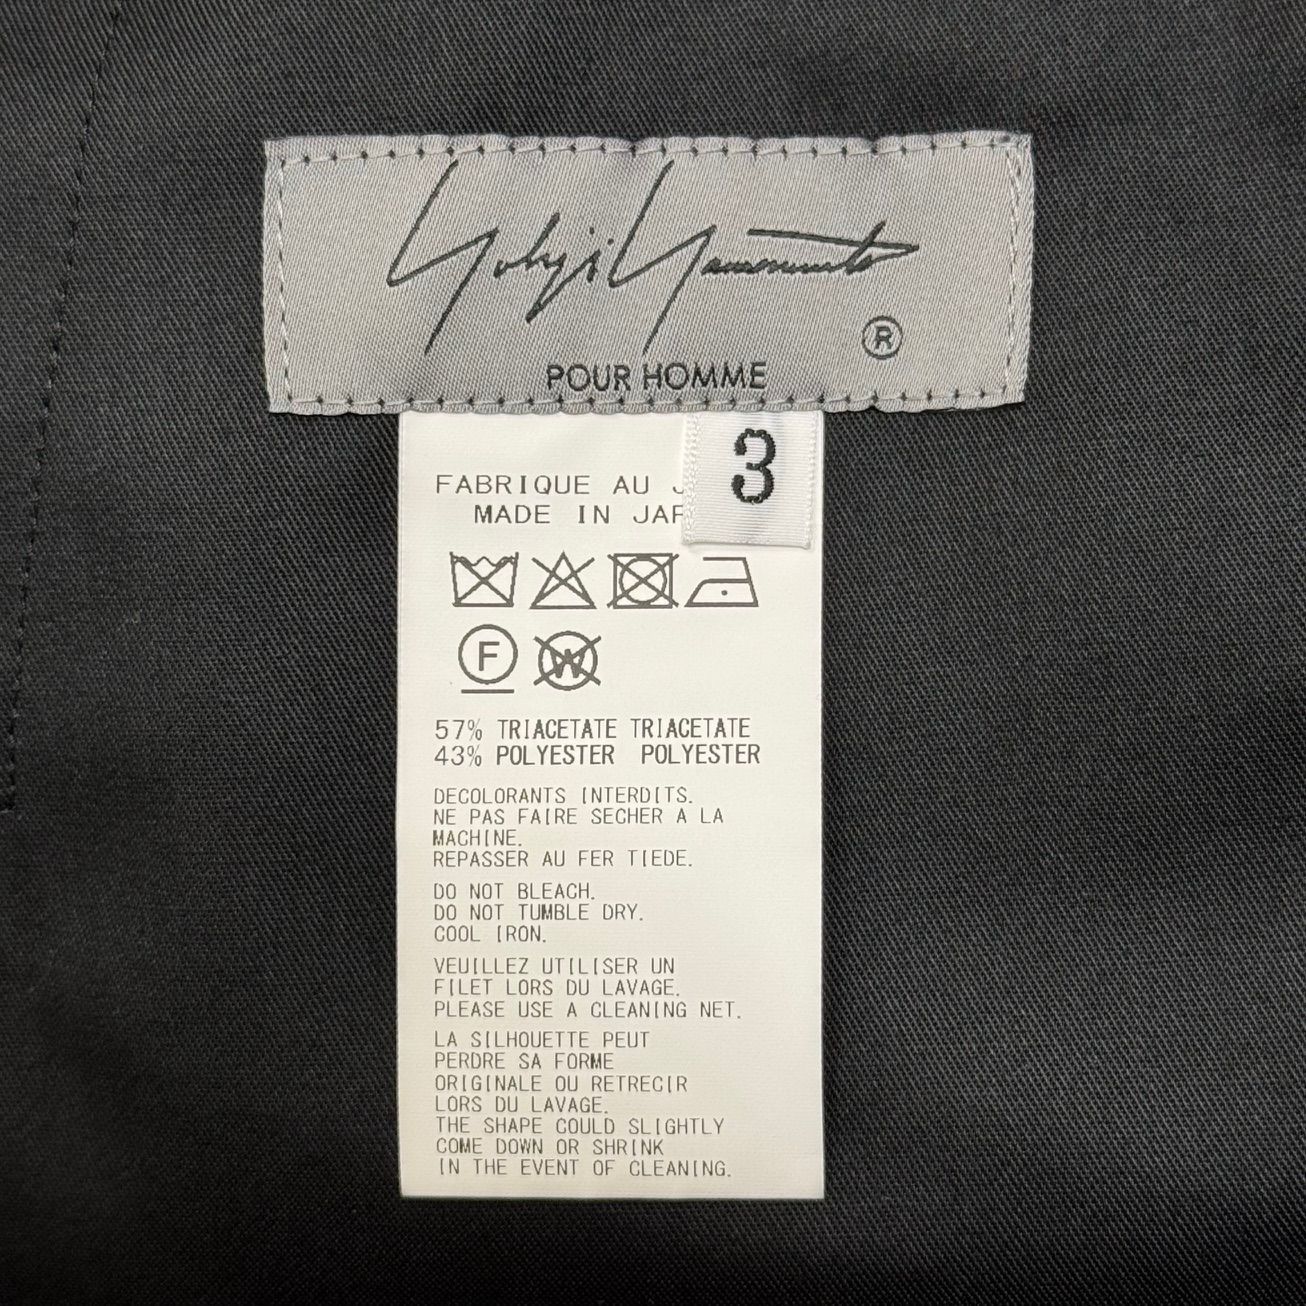 Yohji Yamamoto
®
POUR HOMME
3
FABRIQUE AU
MADE IN
F
W
57% TRIACETATE TRIACETATE
43% POLYESTER POLYESTER
DECOLORANTS INTERDITS.
NE PAS FAIRE SECHER A LA
MACHINE.
REPASSER AU FER TIEDE.
DO NOT BLEACH.
DO NOT TUMBLE DRY.
COOL IRON.
VEUILLEZ UTILISER UN
FILET LORS DU LAVAGE.
PLEASE USE A CLEANING NET.
LA SILHOUETTE PEUT
PERDRE SA FORME
ORIGINALE OU RETRECIR
LORS DU LAVAGE.
THE SHAPE COULD SLIGHTLY
COME DOWN OR SHRINK
IN THE EVENT OF CLEANING.